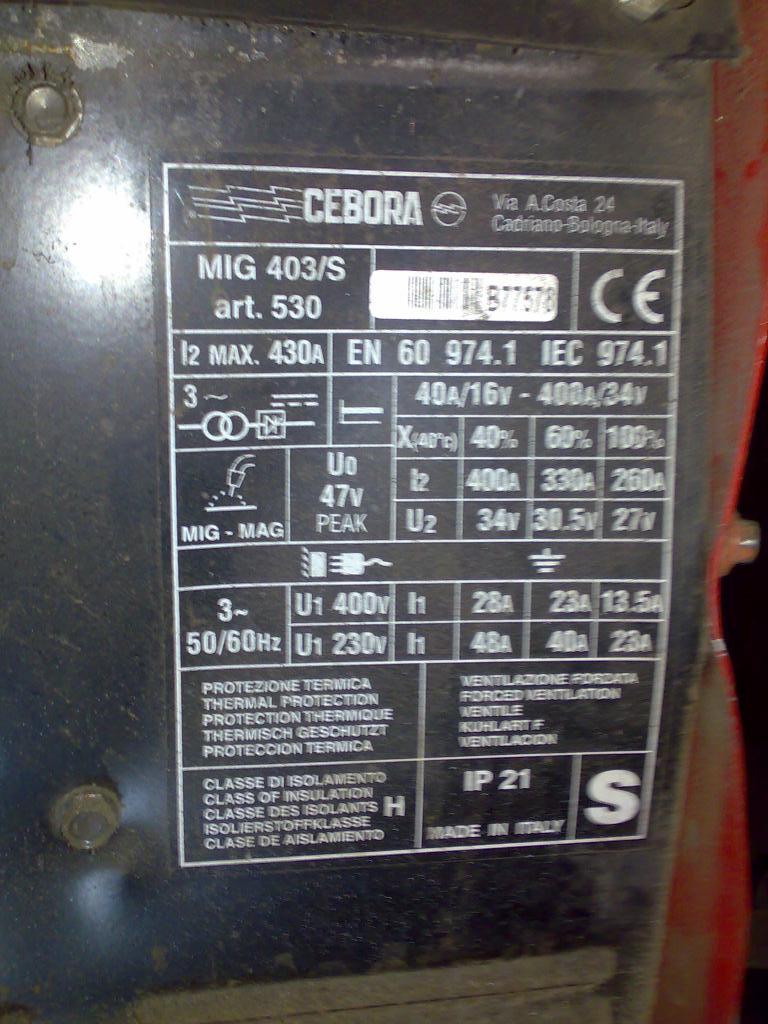 CEBORA
Via A.Costa 24
Cadriano-Bologna-Italy
MIG 403/S
art. 530
B77578
CE
I2 MAX. 430A
EN 60 974.1 IEC 974.1
3~
40A/16V - 400A/34V
X(40°C) 40% 60% 100%
U0
47V
PEAK
I2 400A 330A 260A
MIG - MAG
U2 34V 30.5V 27V
3~
50/60Hz
U1 400V I1 28A 23A 13.5A
U1 230V I1 48A 40A 23A
PROTEZIONE TERMICA
THERMAL PROTECTION
PROTECTION THERMIQUE
THERMISCH GESCHUTZT
PROTECCION TERMICA
VENTILAZIONE FORZATA
FORCED VENTILATION
VENTILE
KUHLART F
VENTILACION
CLASSE DI ISOLAMENTO
CLASS OF INSULATION
CLASSE DES ISOLANTS
ISOLIERSTOFFKLASSE
CLASE DE AISLAMIENTO
H
IP 21
MADE IN ITALY
S